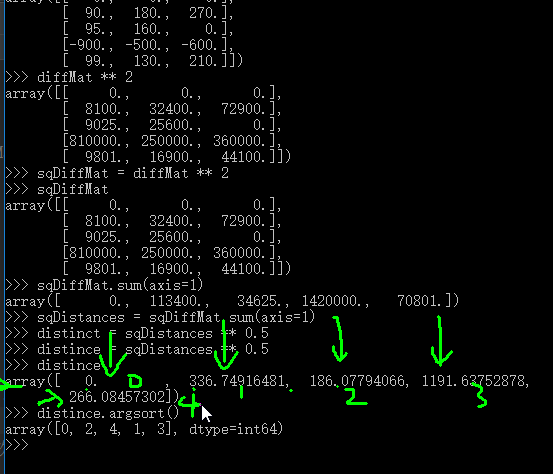 array([[   0.,    0.,    0.],
       [  90.,  180.,  270.],
       [  95.,  160.,    0.],
       [-900., -500., -600.],
       [  99.,  130.,  210.]])
>>> diffMat ** 2
array([[     0.,      0.,      0.],
       [  8100.,  32400.,  72900.],
       [  9025.,  25600.,      0.],
       [810000., 250000., 360000.],
       [  9801.,  16900.,  44100.]])
>>> sqDiffMat = diffMat ** 2
>>> sqDiffMat
array([[     0.,      0.,      0.],
       [  8100.,  32400.,  72900.],
       [  9025.,  25600.,      0.],
       [810000., 250000., 360000.],
       [  9801.,  16900.,  44100.]])
>>> sqDiffMat.sum(axis=1)
array([      0.,  113400.,   34625., 1420000.,   70801.])
>>> sqDistances = sqDiffMat.sum(axis=1)
>>> distinct = sqDistances ** 0.5
>>> distince = sqDistances ** 0.5
>>> distince
array([   0.        ,  336.74916481,  186.07794066, 1191.63752878,
0 1 2 3
        266.08457302])
4
>>> distince.argsort()
array([0, 2, 4, 1, 3], dtype=int64)
>>>